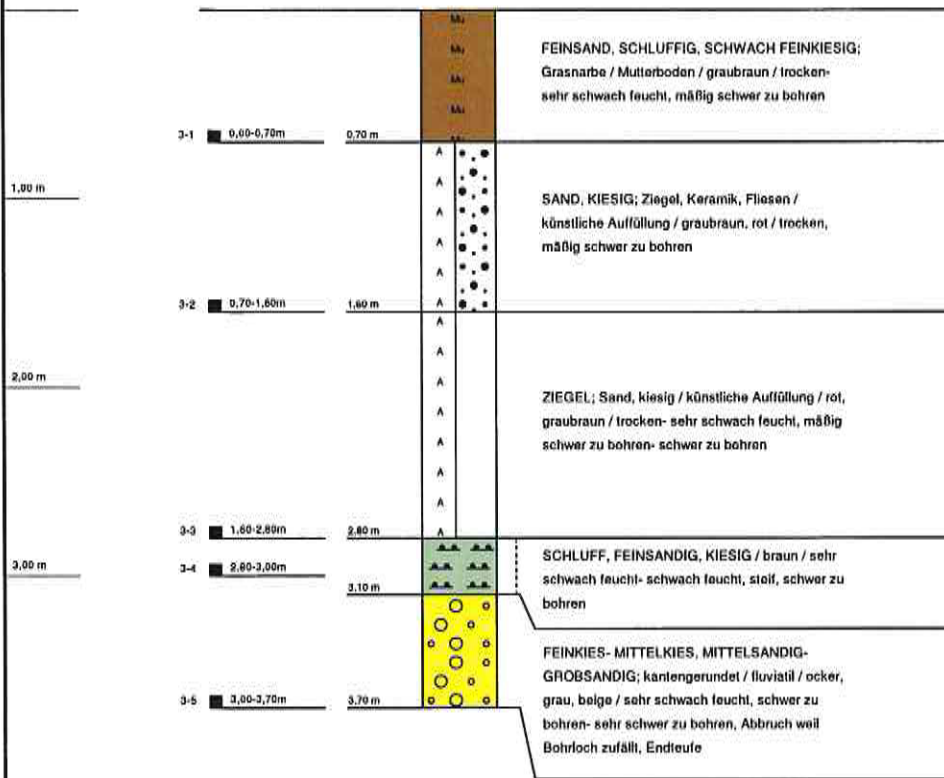 FEINSAND, SCHLUFFIG, SCHWACH FEINKIESIG;
Grasnarbe / Mutterboden / graubraun / trocken-
sehr schwach feucht, mäßig schwer zu bohren
Mu
Mu
Mu
Mu
3-1 0,00-0,70m 0,70 m
1,00 m
SAND, KIESIG; Ziegel, Keramik, Fliesen /
künstliche Auffüllung / graubraun, rot / trocken,
mäßig schwer zu bohren
A
A
A
A
A
A
3-2 0,70-1,60m 1,60 m
2,00 m
ZIEGEL; Sand, kiesig / künstliche Auffüllung / rot,
graubraun / trocken- sehr schwach feucht, mäßig
schwer zu bohren- schwer zu bohren
A
A
A
A
A
A
A
A
3-3 1,60-2,80m 2,80 m
3,00 m
3-4 2,80-3,00m
3,10 m
SCHLUFF, FEINSANDIG, KIESIG / braun / sehr
schwach feucht- schwach feucht, steif, schwer zu
bohren
FEINKIES- MITTELKIES, MITTELSANDIG-
GROBSANDIG; kantengerundet / fluviatil / ocker,
grau, beige / sehr schwach feucht, schwer zu
bohren- sehr schwer zu bohren, Abbruch weil
Bohrloch zufällt, Endteufe
3-5 3,00-3,70m 3,70 m